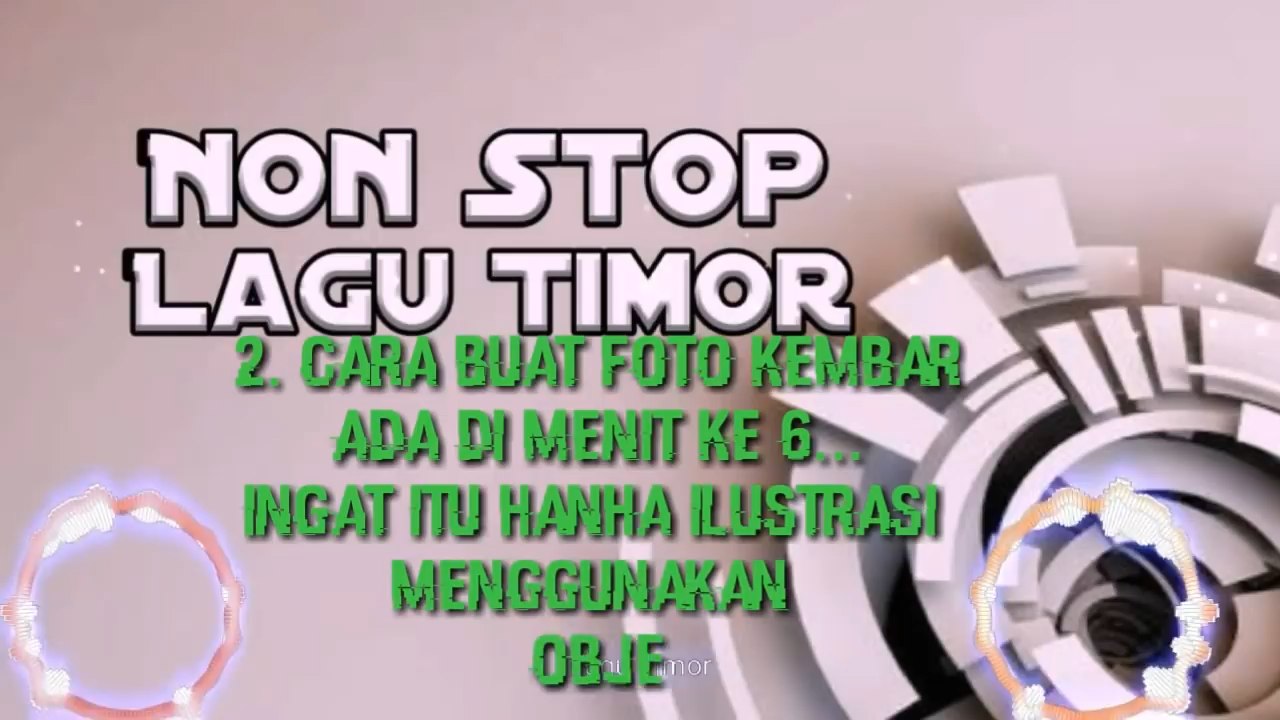 NON STOP
LAGU TIMOR
2. CARA BUAT FOTO KEMBAR
ADA DI MENIT KE 6...
INGAT ITU HANHA ILUSTRASI
MENGGUNAKAN
OBJE
Timor